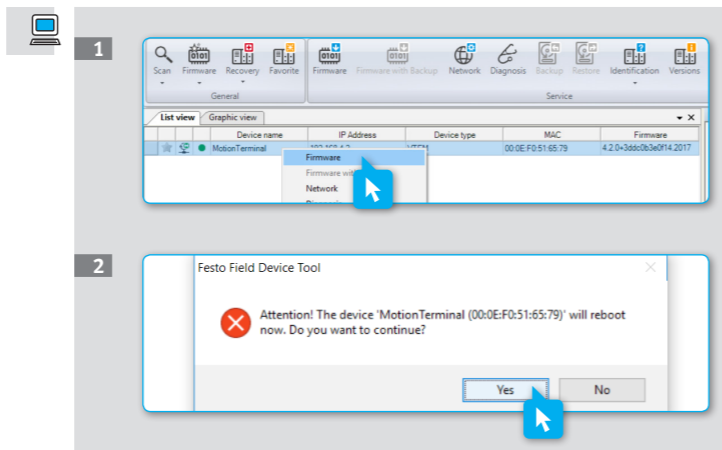 1
Scan Firmware Recovery Favorite Firmware Firmware with Backup Network Diagnosis Backup Restore Identification Versions
General Service
List view Graphic view
Device name IP Address Device type MAC Firmware
MotionTerminal 00:0E:F0:51:65:79 4.2.0+3ddc0b3e0f14.2017
Firmware
Firmware with
Network
2
Festo Field Device Tool
Attention! The device 'MotionTerminal (00:0E:F0:51:65:79)' will reboot
now. Do you want to continue?
Yes No